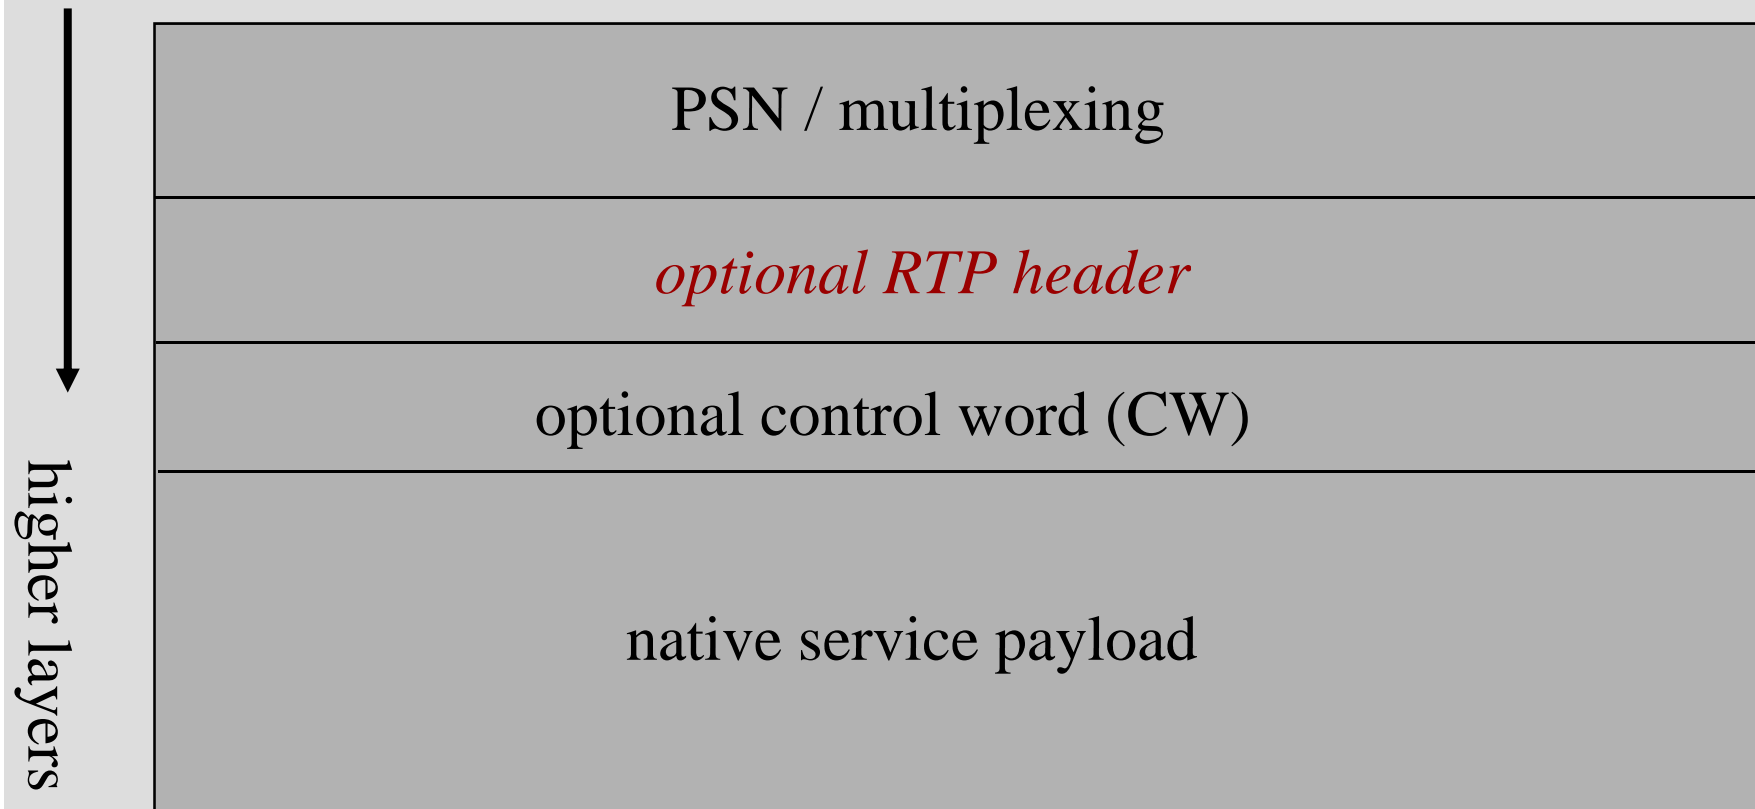 PSN / multiplexing
optional RTP header
optional control word (CW)
native service payload
higher layers